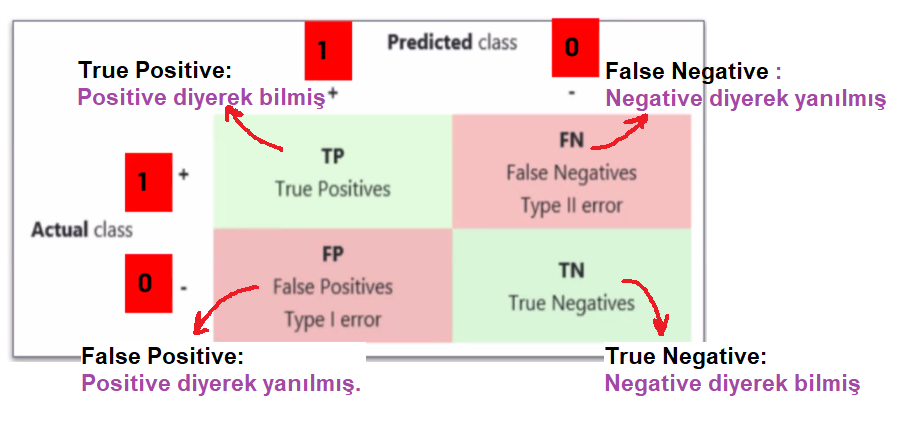 1
Predicted class
0
True Positive:
Positive diyerek bilmiş
+
False Negative :
Negative diyerek yanılmış
-
TP
True Positives
FN
False Negatives
Type II error
1
+
Actual class
0
-
FP
False Positives
Type I error
TN
True Negatives
False Positive:
Positive diyerek yanılmış.
True Negative:
Negative diyerek bilmiş